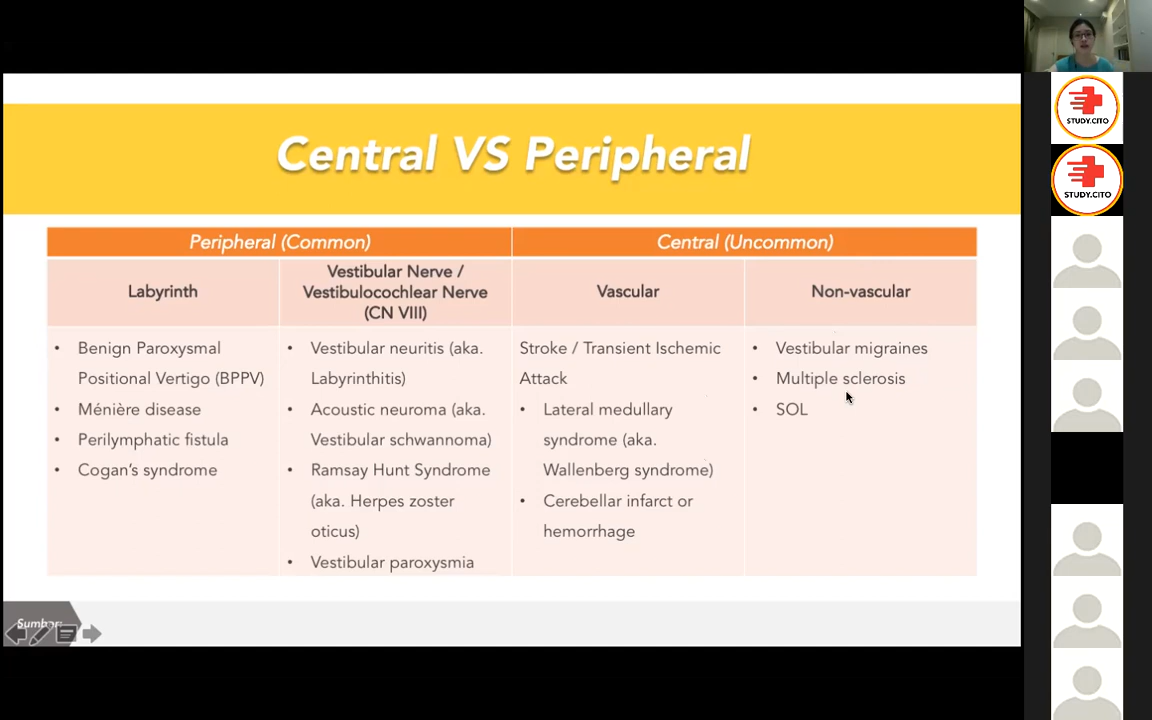 Central VS Peripheral
Peripheral (Common)
Central (Uncommon)
Labyrinth
Vestibular Nerve /
Vestibulocochlear Nerve
(CN VIII)
Vascular
Non-vascular
• Benign Paroxysmal
Positional Vertigo (BPPV)
• Ménière disease
• Perilymphatic fistula
• Cogan's syndrome
• Vestibular neuritis (aka.
Labyrinthitis)
• Acoustic neuroma (aka.
Vestibular schwannoma)
• Ramsay Hunt Syndrome
(aka. Herpes zoster
oticus)
• Vestibular paroxysmia
Stroke / Transient Ischemic
Attack
• Lateral medullary
syndrome (aka.
Wallenberg syndrome)
• Cerebellar infarct or
hemorrhage
• Vestibular migraines
• Multiple sclerosis
• SOL
Sumber:
STUDY.CITO
STUDY.CITO